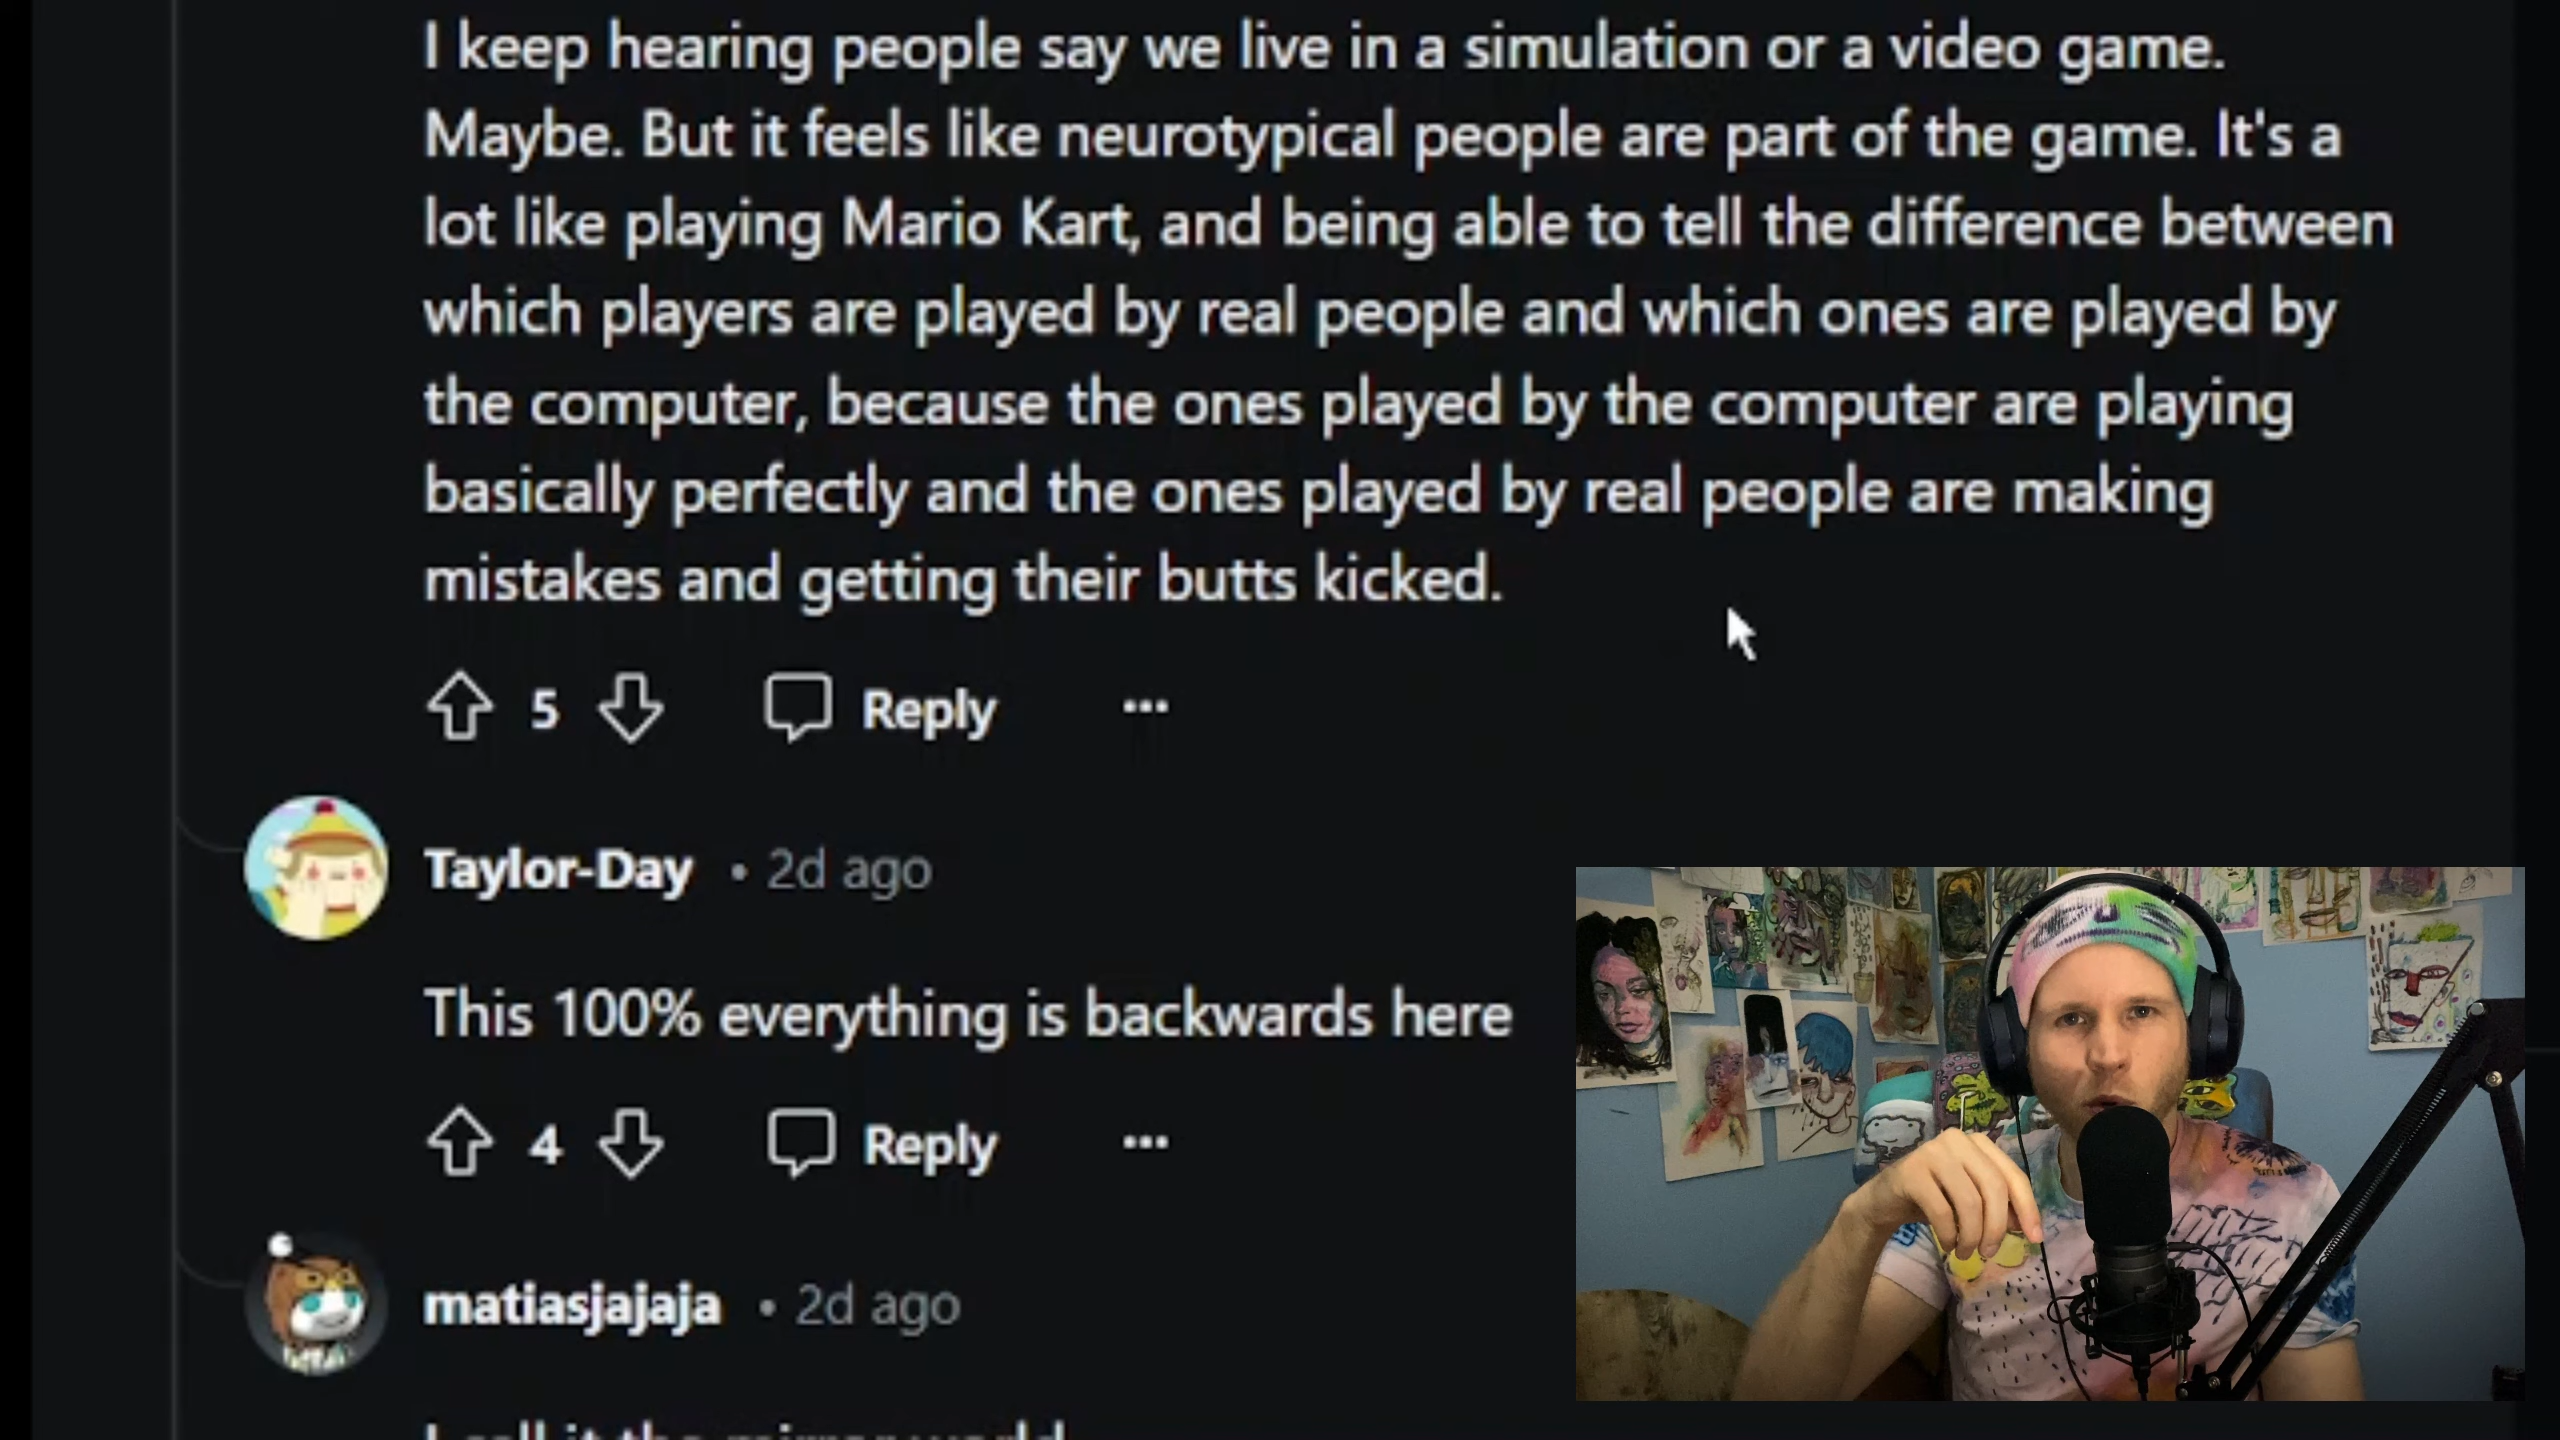 I keep hearing people say we live in a simulation or a video game.
Maybe. But it feels like neurotypical people are part of the game. It's a
lot like playing Mario Kart, and being able to tell the difference between
which players are played by real people and which ones are played by
the computer, because the ones played by the computer are playing
basically perfectly and the ones played by real people are making
mistakes and getting their butts kicked.
5 Reply ...
Taylor-Day • 2d ago
This 100% everything is backwards here
4 Reply ...
matiasjajaja • 2d ago
I call it the mirror world